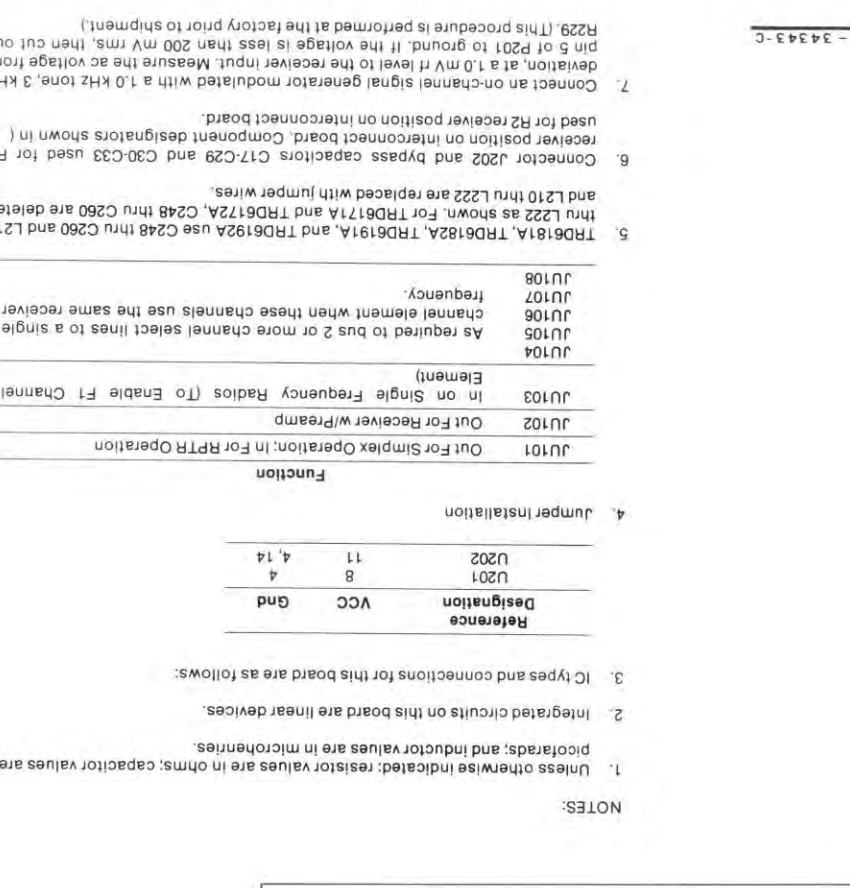 NOTES:
1. Unless otherwise indicated: resistor values are in ohms; capacitor values are
picofarads; and inductor values are in microhenries.
2. Integrated circuits on this board are linear devices.
3. IC types and connections for this board are as follows:
Reference
Designation VCC Gnd
U201 8 4
U202 11 4, 14
4. Jumper Installation
Function
JU101 Out For Simplex Operation; In For RPTR Operation
JU102 Out For Receiver w/Preamp
JU103 In on Single Frequency Radios (To Enable F1 Channel
Element)
JU104
JU105 As required to bus 2 or more channel select lines to a single
JU106 channel element when these channels use the same receiver
JU107 frequency.
JU108
5. TRD6181A, TRD6182A, TRD6191A, and TRD6192A use C248 thru C260 and L21
thru L222 as shown. For TRD6171A and TRD6172A, C248 thru C260 are delete
and L210 thru L222 are replaced with jumper wires.
6. Connector J202 and bypass capacitors C17-C29 and C30-C33 used for R
receiver position on interconnect board. Component designators shown in (
used for R2 receiver position on interconnect board.
7. Connect an on-channel signal generator modulated with a 1.0 kHz tone, 3 kH
deviation, at a 1.0 mV rf level to the receiver input. Measure the ac voltage from
pin 5 of P201 to ground. If the voltage is less than 200 mV rms, then cut ou
R229. (This procedure is performed at the factory prior to shipment.)
- 34343-C